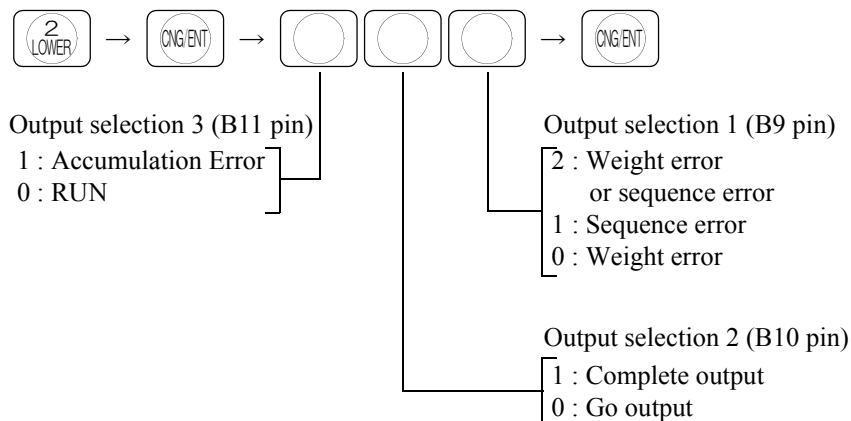 2
LOWER → CNG/ENT → → CNG/ENT
Output selection 3 (B11 pin)
1 : Accumulation Error
0 : RUN
Output selection 1 (B9 pin)
2 : Weight error
or sequence error
1 : Sequence error
0 : Weight error
Output selection 2 (B10 pin)
1 : Complete output
0 : Go output